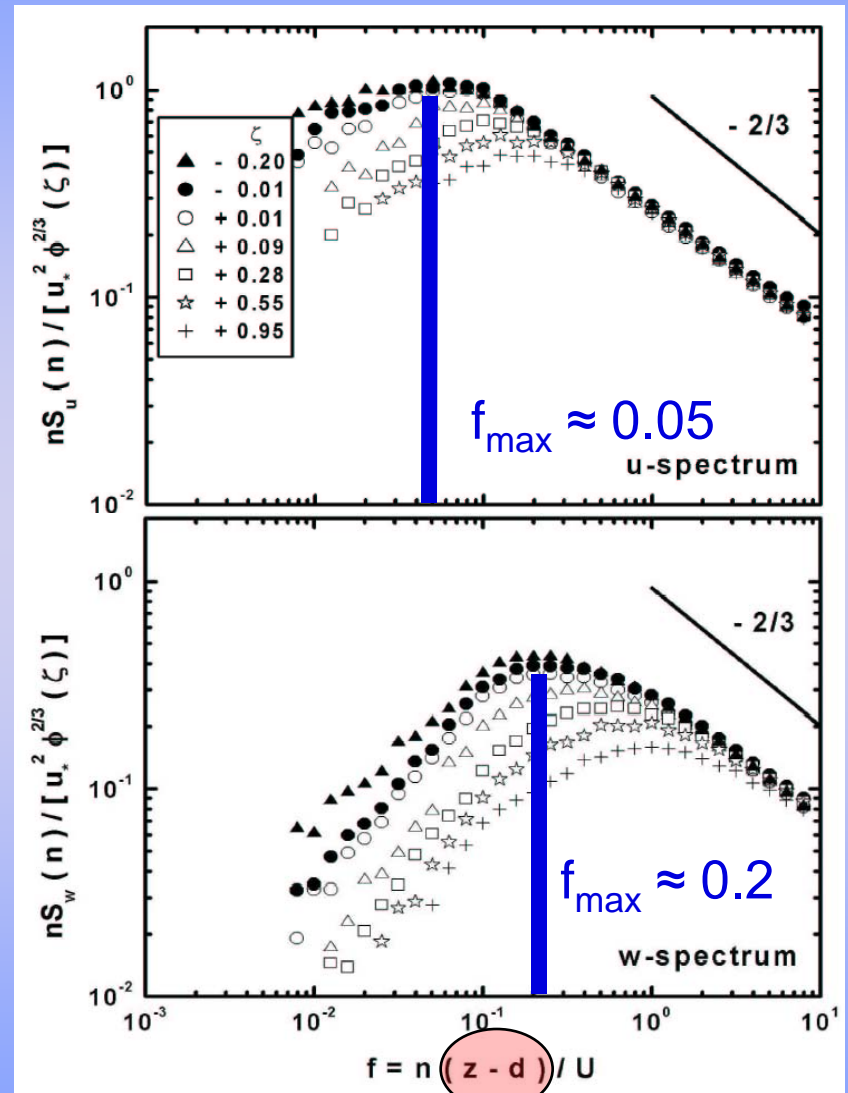 nS_u (n) / [u_*^2 ϕ^{2/3} (ζ)]
10^0
10^-1
10^-2
ζ
▲ - 0.20
● - 0.01
○ + 0.01
△ + 0.09
□ + 0.28
☆ + 0.55
+ + 0.95
- 2/3
f_max ≈ 0.05
u-spectrum
nS_w (n) / [u_*^2 ϕ^{2/3} (ζ)]
10^0
10^-1
10^-2
- 2/3
f_max ≈ 0.2
w-spectrum
10^-3 10^-2 10^-1 10^0 10^1
f = n ( z - d ) / U